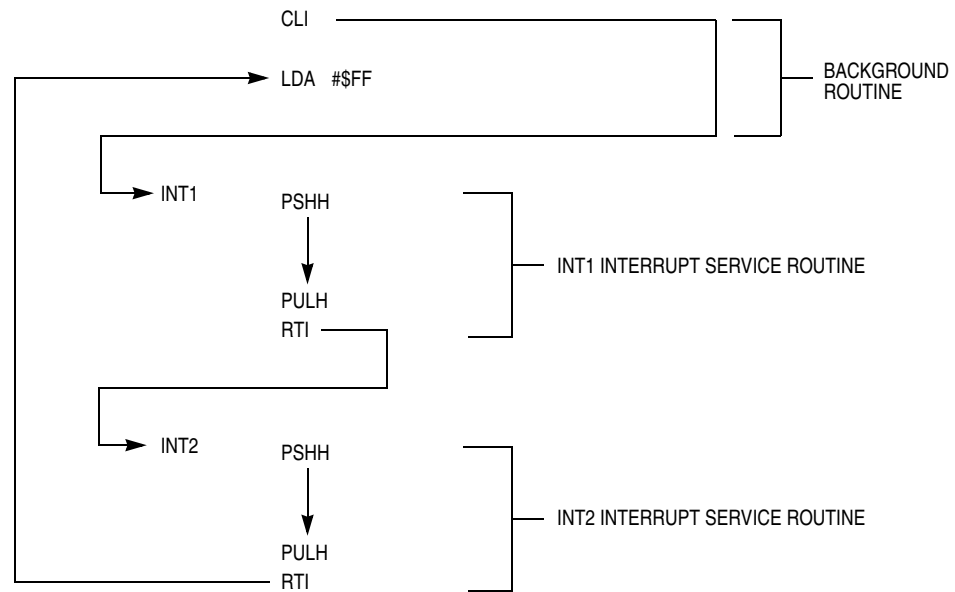 CLI
LDA #$FF
BACKGROUND
ROUTINE
INT1
PSHH
INT1 INTERRUPT SERVICE ROUTINE
PULH
RTI
INT2
PSHH
INT2 INTERRUPT SERVICE ROUTINE
PULH
RTI